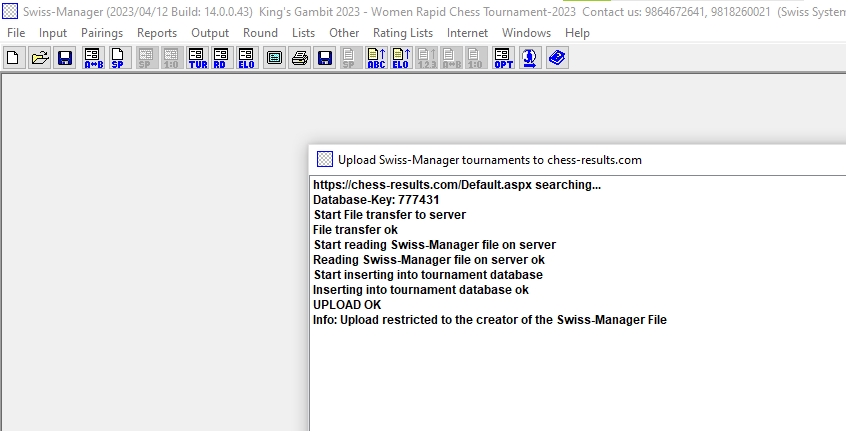 Swiss-Manager (2023/04/12 Build: 14.0.0.43) King's Gambit 2023 - Women Rapid Chess Tournament-2023 Contact us: 9864672641, 9818260021 (Swiss System
File Input Pairings Reports Output Round Lists Other Rating Lists Internet Windows Help
A↔B SP SP 1:0 TUR RD ELO SP ABC ELO 123 A↔B 1:0 OPT
Upload Swiss-Manager tournaments to chess-results.com
https://chess-results.com/Default.aspx searching...
Database-Key: 777431
Start File transfer to server
File transfer ok
Start reading Swiss-Manager file on server
Reading Swiss-Manager file on server ok
Start inserting into tournament database
Inserting into tournament database ok
UPLOAD OK
Info: Upload restricted to the creator of the Swiss-Manager File